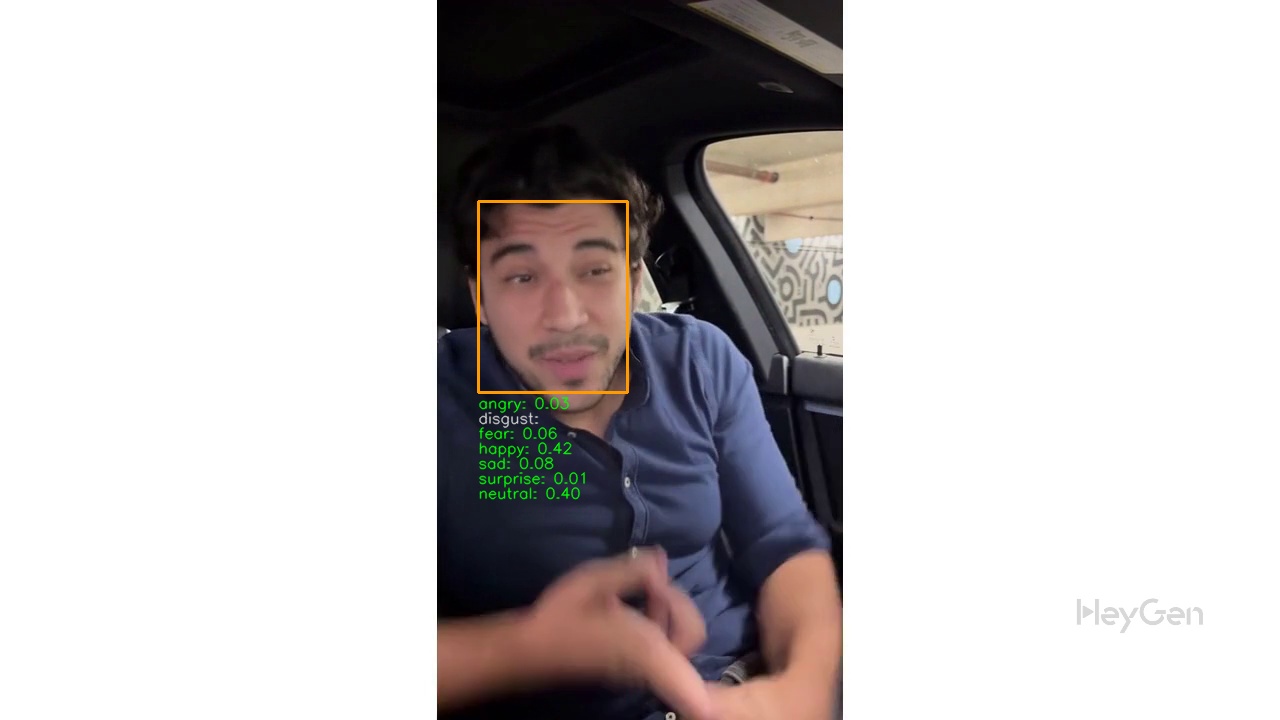 angry: 0.03
disgust:
fear: 0.06
happy: 0.42
sad: 0.08
surprise: 0.01
neutral: 0.40
HeyGen